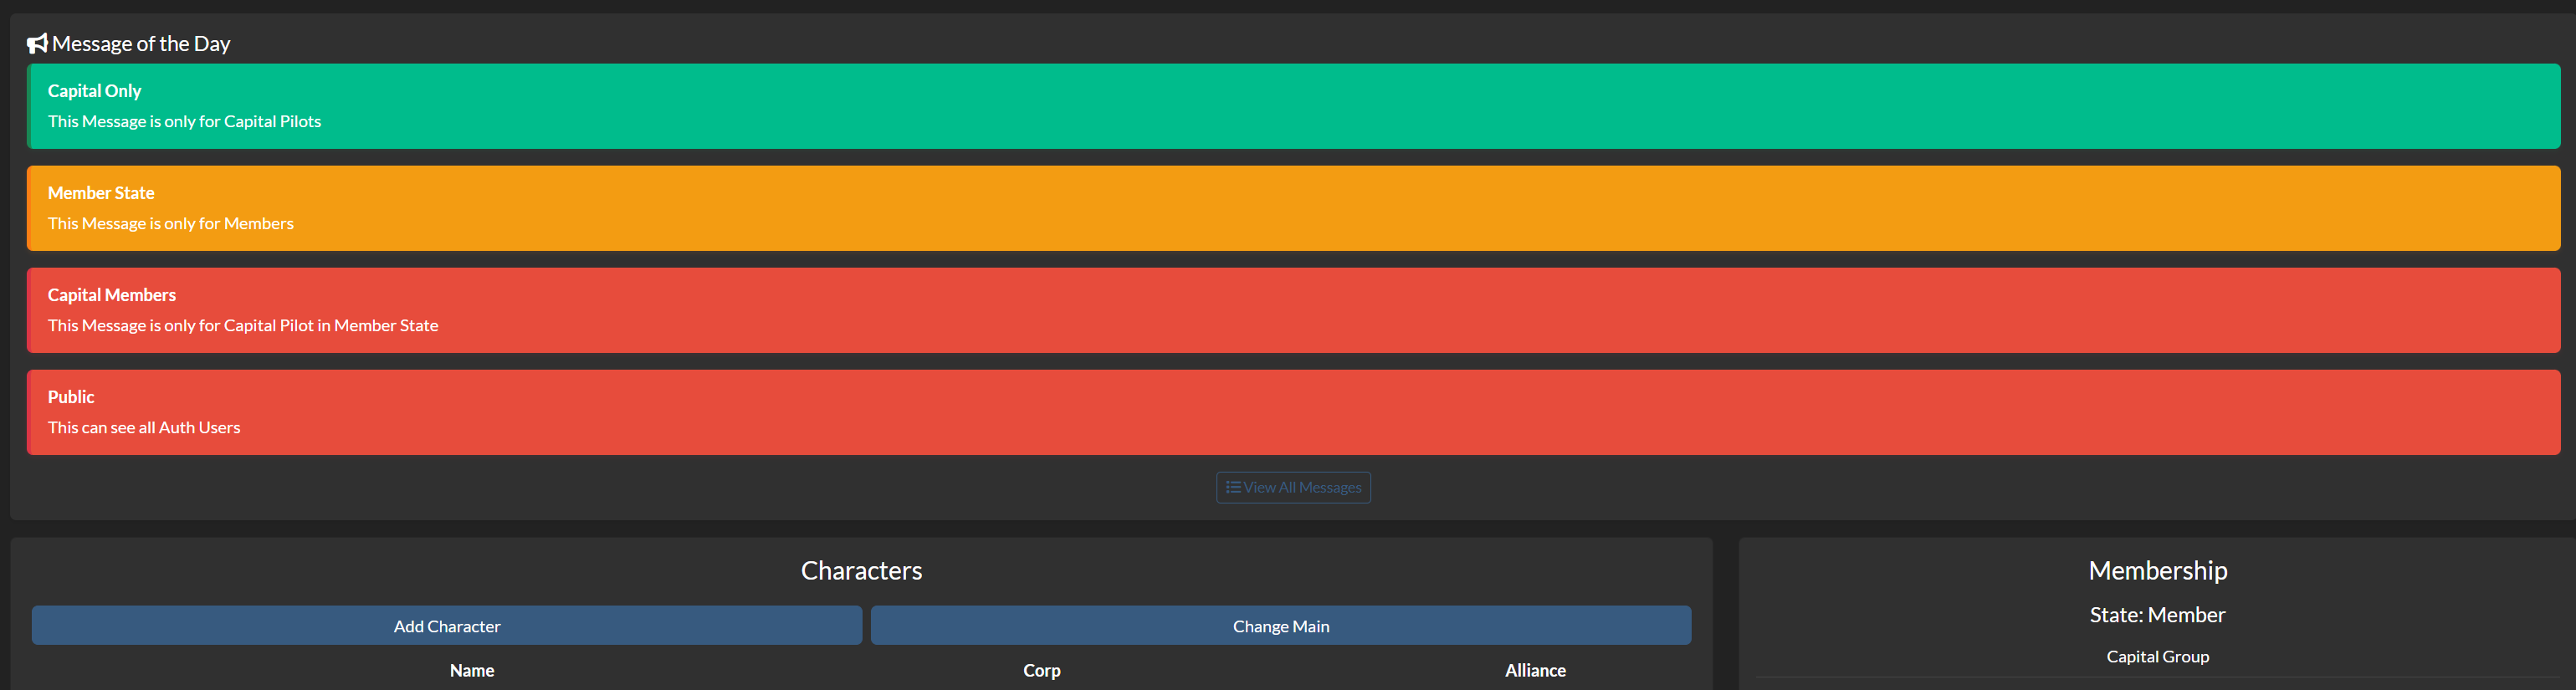 Message of the Day
Capital Only
This Message is only for Capital Pilots
Member State
This Message is only for Members
Capital Members
This Message is only for Capital Pilot in Member State
Public
This can see all Auth Users
View All Messages
Characters
Add Character Change Main
Name Corp Alliance
Membership
State: Member
Capital Group